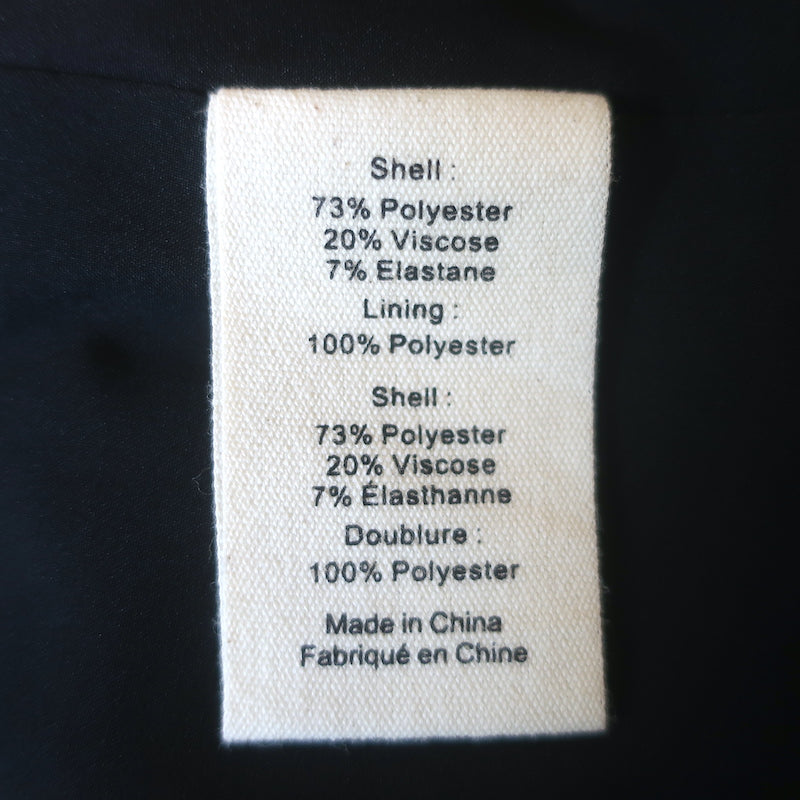 Shell :
73% Polyester
20% Viscose
7% Elastane
Lining :
100% Polyester
Shell :
73% Polyester
20% Viscose
7% Élasthanne
Doublure :
100% Polyester
Made in China
Fabriqué en Chine